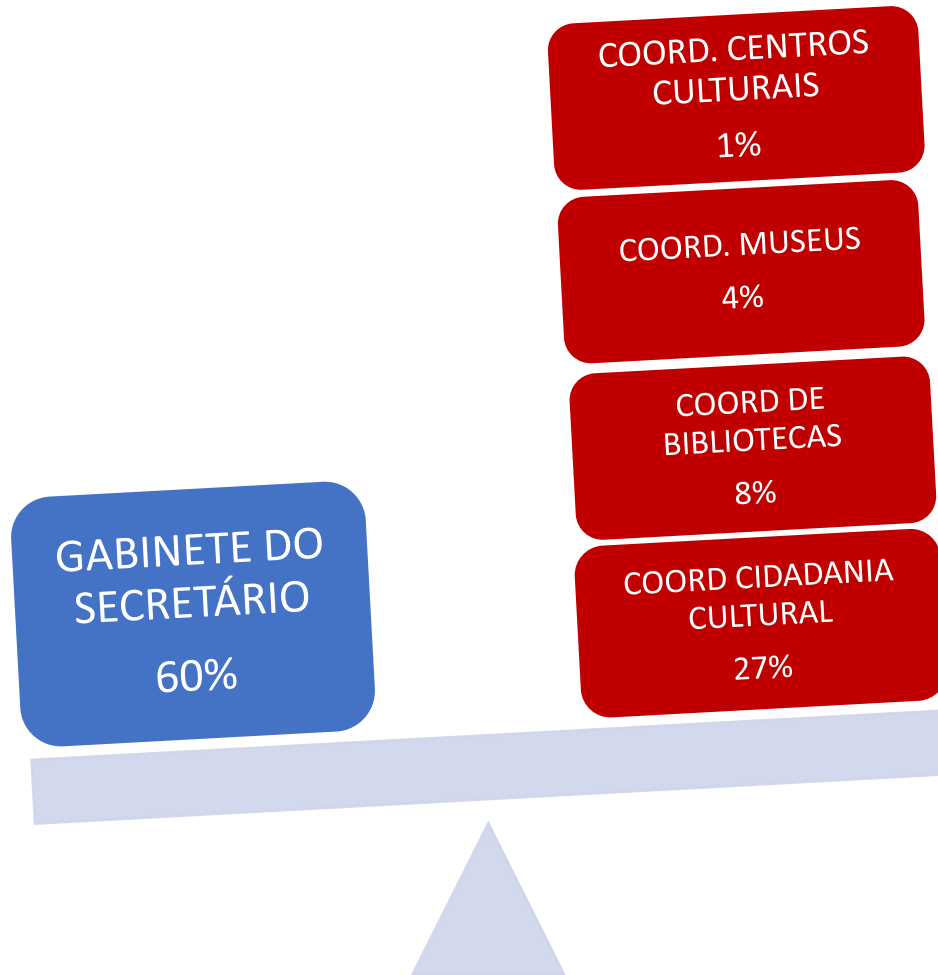 COORD. CENTROS
CULTURAIS
1%
COORD. MUSEUS
4%
COORD DE
BIBLIOTECAS
8%
COORD CIDADANIA
CULTURAL
27%
GABINETE DO
SECRETÁRIO
60%